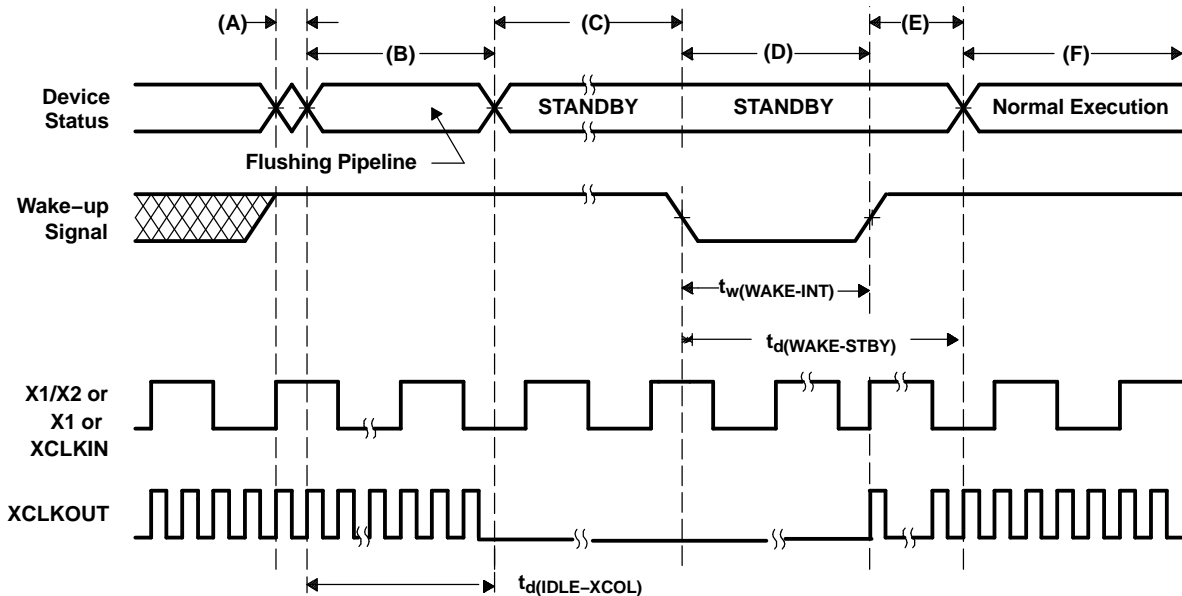 (A)
(C)
(E)
(B)
(D)
(F)
Device
Status
STANDBY
STANDBY
Normal Execution
Flushing Pipeline
Wake−up
Signal
tw(WAKE-INT)
td(WAKE-STBY)
X1/X2 or
X1 or
XCLKIN
XCLKOUT
td(IDLE−XCOL)